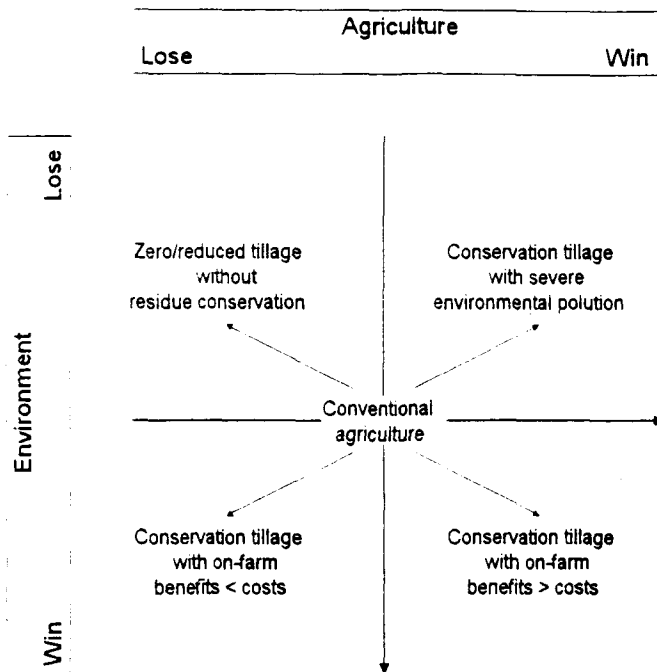 Agriculture
Lose
Win
Lose
Environment
Win
Zero/reduced tillage
without
residue conservation
Conservation tillage
with severe
environmental polution
Conventional
agriculture
Conservation tillage
with on-farm
benefits < costs
Conservation tillage
with on-farm
benefits > costs